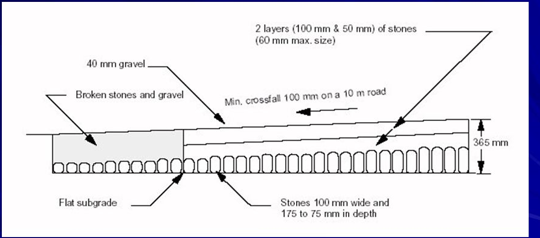 2 layers (100 mm & 50 mm) of stones
(60 mm max. size)
40 mm gravel
Min. crossfall 100 mm on a 10 m road
Broken stones and gravel
365 mm
Flat subgrade
Stones 100 mm wide and
175 to 75 mm in depth